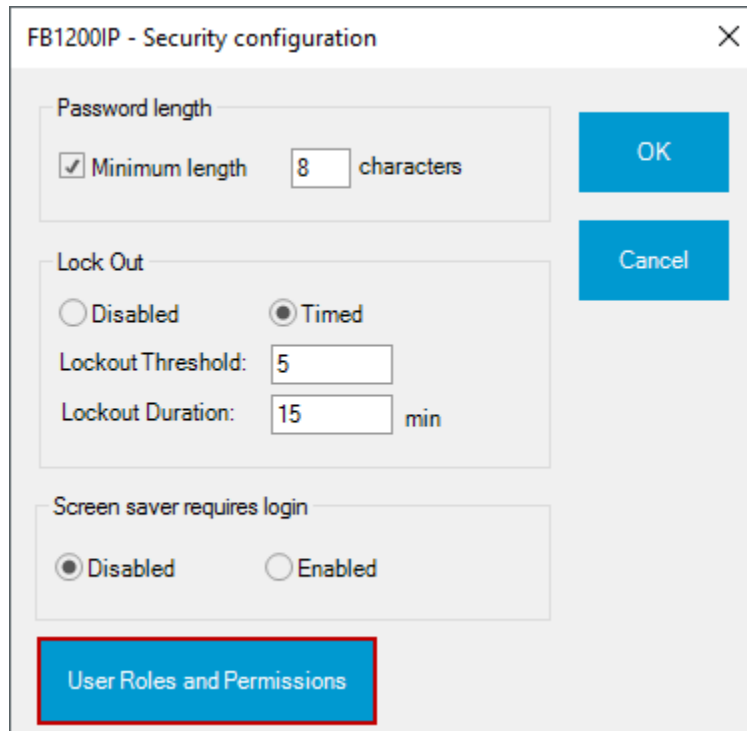 FB1200IP - Security configuration
Password length
Minimum length 8 characters
OK
Cancel
Lock Out
Disabled Timed
Lockout Threshold: 5
Lockout Duration: 15 min
Screen saver requires login
Disabled Enabled
User Roles and Permissions